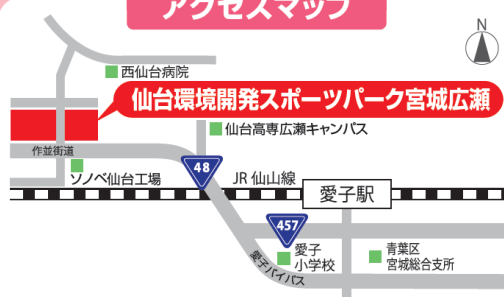 アクセスマップ
N
西仙台病院
仙台環境開発スポーツパーク宮城広瀬
仙台高専広瀬キャンパス
作並街道
ソノベ仙台工場
48
JR 仙山線
愛子駅
457
愛子
小学校
愛子バイパス
青葉区
宮城総合支所